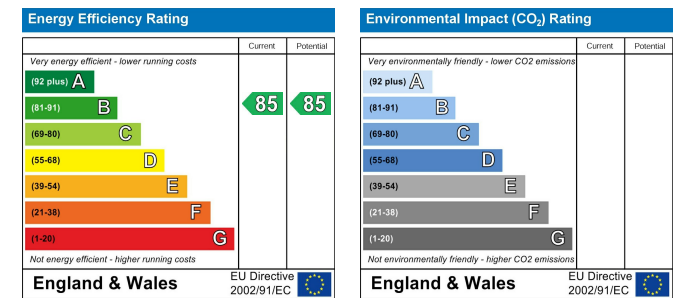 Energy Efficiency Rating
Current Potential
Very energy efficient - lower running costs
(92 plus) A
(81-91) B
85 85
(69-80) C
(55-68) D
(39-54) E
(21-38) F
(1-20) G
Not energy efficient - higher running costs
England & Wales
EU Directive
2002/91/EC
Environmental Impact (CO₂) Rating
Current Potential
Very environmentally friendly - lower CO2 emissions
(92 plus) A
(81-91) B
(69-80) C
(55-68) D
(39-54) E
(21-38) F
(1-20) G
Not environmentally friendly - higher CO2 emissions
England & Wales
EU Directive
2002/91/EC